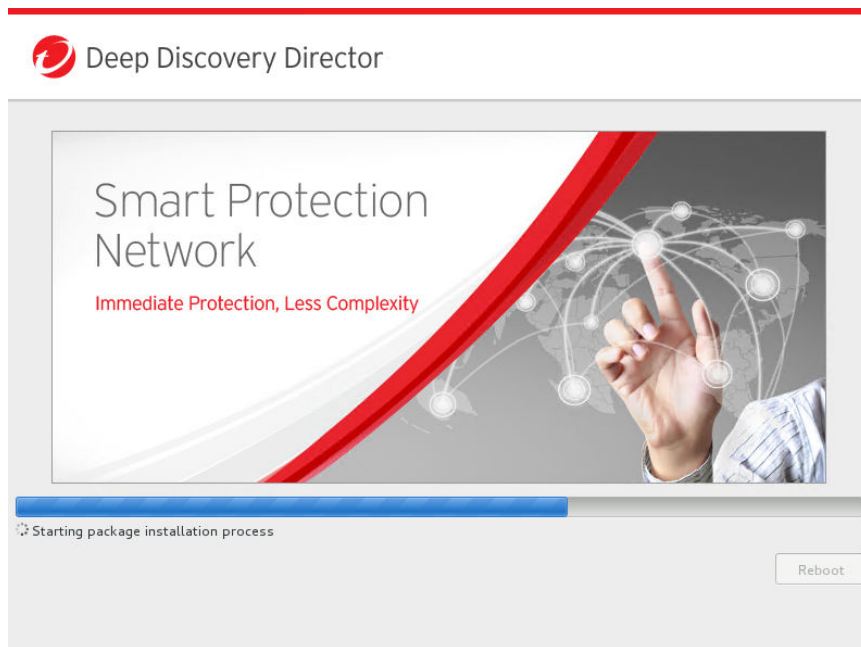 Deep Discovery Director
Smart Protection
Network
Immediate Protection, Less Complexity
Starting package installation process
Reboot